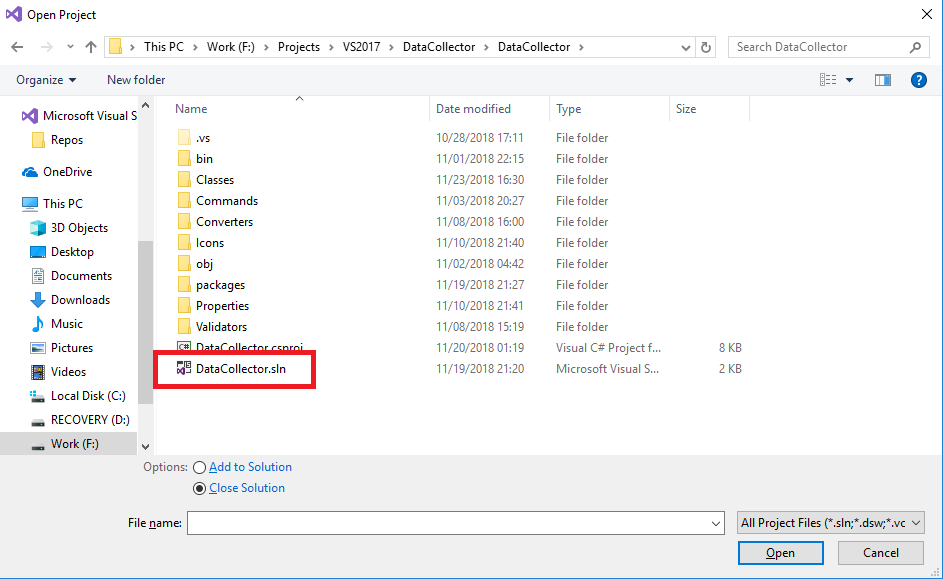 Open Project
This PC > Work (F:) > Projects > VS2017 > DataCollector > DataCollector >
Search DataCollector
Organize New folder
?
Microsoft Visual S
Repos
OneDrive
This PC
3D Objects
Desktop
Documents
Downloads
Music
Pictures
Videos
Local Disk (C:)
RECOVERY (D:)
Work (F:)
Name Date modified Type Size
.vs 10/28/2018 17:11 File folder
bin 11/01/2018 22:15 File folder
Classes 11/23/2018 16:30 File folder
Commands 11/03/2018 20:27 File folder
Converters 11/08/2018 16:00 File folder
Icons 11/10/2018 21:40 File folder
obj 11/02/2018 04:42 File folder
packages 11/19/2018 21:27 File folder
Properties 11/10/2018 21:41 File folder
Validators 11/08/2018 15:19 File folder
C# DataCollector.csproj 11/20/2018 01:19 Visual C# Project f... 8 KB
DataCollector.sln 11/19/2018 21:20 Microsoft Visual S... 2 KB
Options: Add to Solution
Close Solution
File name: All Project Files (*.sln;*.dsw;*.vc
Open Cancel